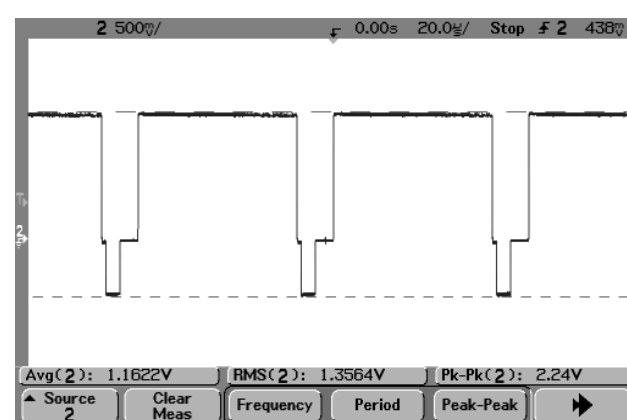 2 500mV/ 0.00s 20.0us/ Stop 2 438mV
T
2
Avg(2): 1.1622V RMS(2): 1.3564V Pk-Pk(2): 2.24V
Source 2 Clear Meas Frequency Period Peak-Peak